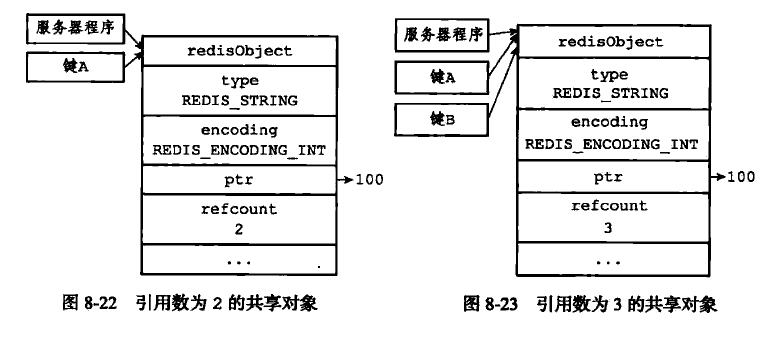 服务器程序
键A
redisObject
type
REDIS_STRING
encoding
REDIS_ENCODING_INT
ptr
100
refcount
2
...
图 8-22 引用数为 2 的共享对象
服务器程序
键A
键B
redisObject
type
REDIS_STRING
encoding
REDIS_ENCODING_INT
ptr
100
refcount
3
...
图 8-23 引用数为 3 的共享对象